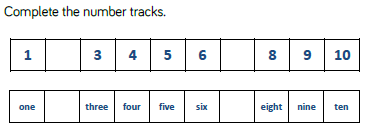 Complete the number tracks.
1 3 4 5 6 8 9 10
one three four five six eight nine ten